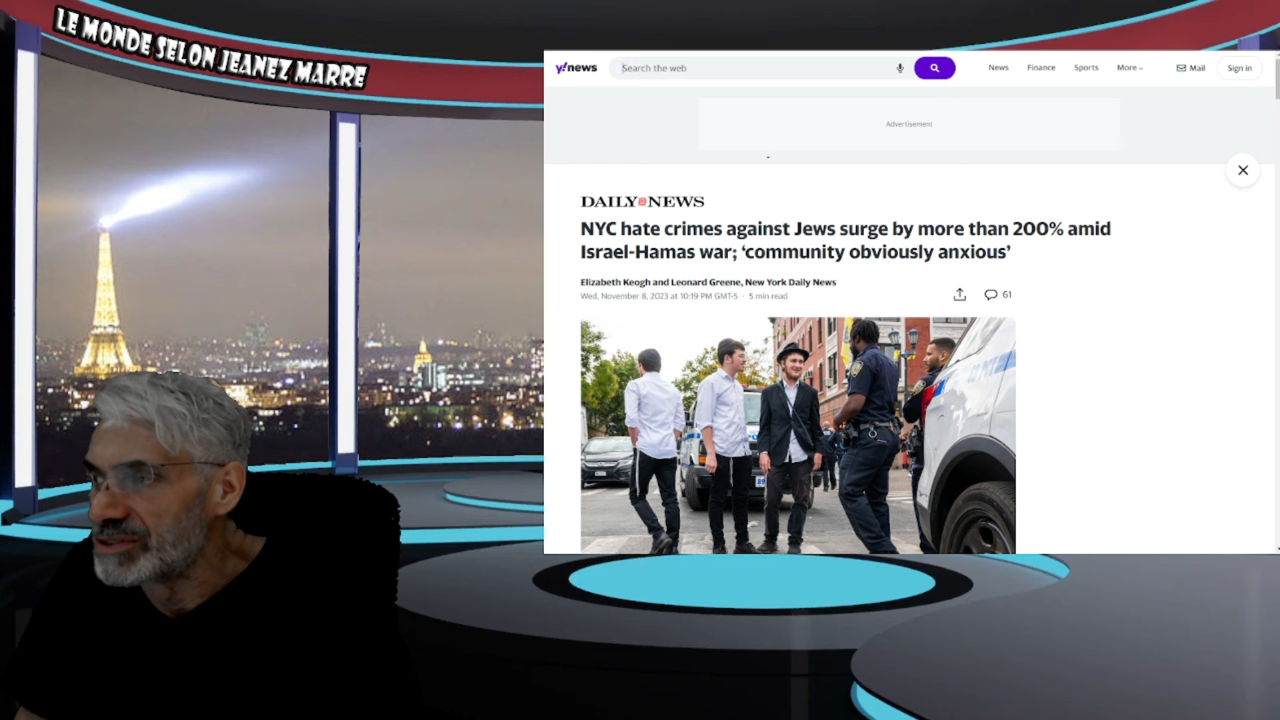 LE MONDE SELON JEANEZ MARRE
y!news
Search the web
News
Finance
Sports
More
Mail
Sign in
Advertisement
DAILY NEWS
NYC hate crimes against Jews surge by more than 200% amid
Israel-Hamas war; ‘community obviously anxious’
Elizabeth Keogh and Leonard Greene, New York Daily News
Wed, November 8, 2023 at 10:19 PM GMT-5 · 5 min read
61